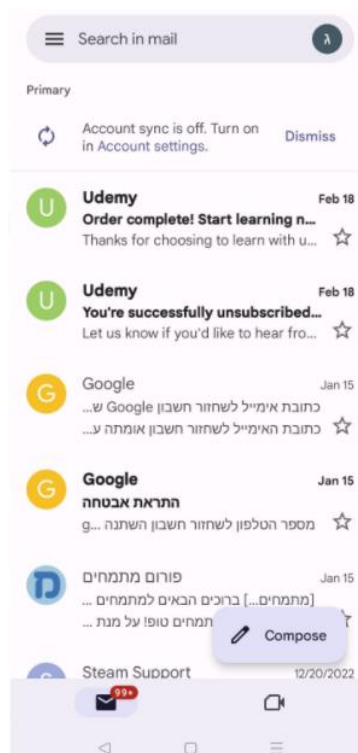 Search in mail
λ
Primary
Account sync is off. Turn on
in Account settings.
Dismiss
U
Udemy
Feb 18
Order complete! Start learning n...
Thanks for choosing to learn with u...
U
Udemy
Feb 18
You're successfully unsubscribed...
Let us know if you'd like to hear fro...
G
Google
Jan 15
כתובת אימייל לשחזור חשבון Google ש...
כתובת האימייל לשחזור חשבון אומתה ע...
G
Google
Jan 15
התראת אבטחה
מספר הטלפון לשחזור חשבון השתנה g...
פורום מתמחים
Jan 15
[מתמחים...] ברוכים הבאים למתמחים ...
תמחים טופ! על מנת ...
Compose
Steam Support
12/20/2022
99+